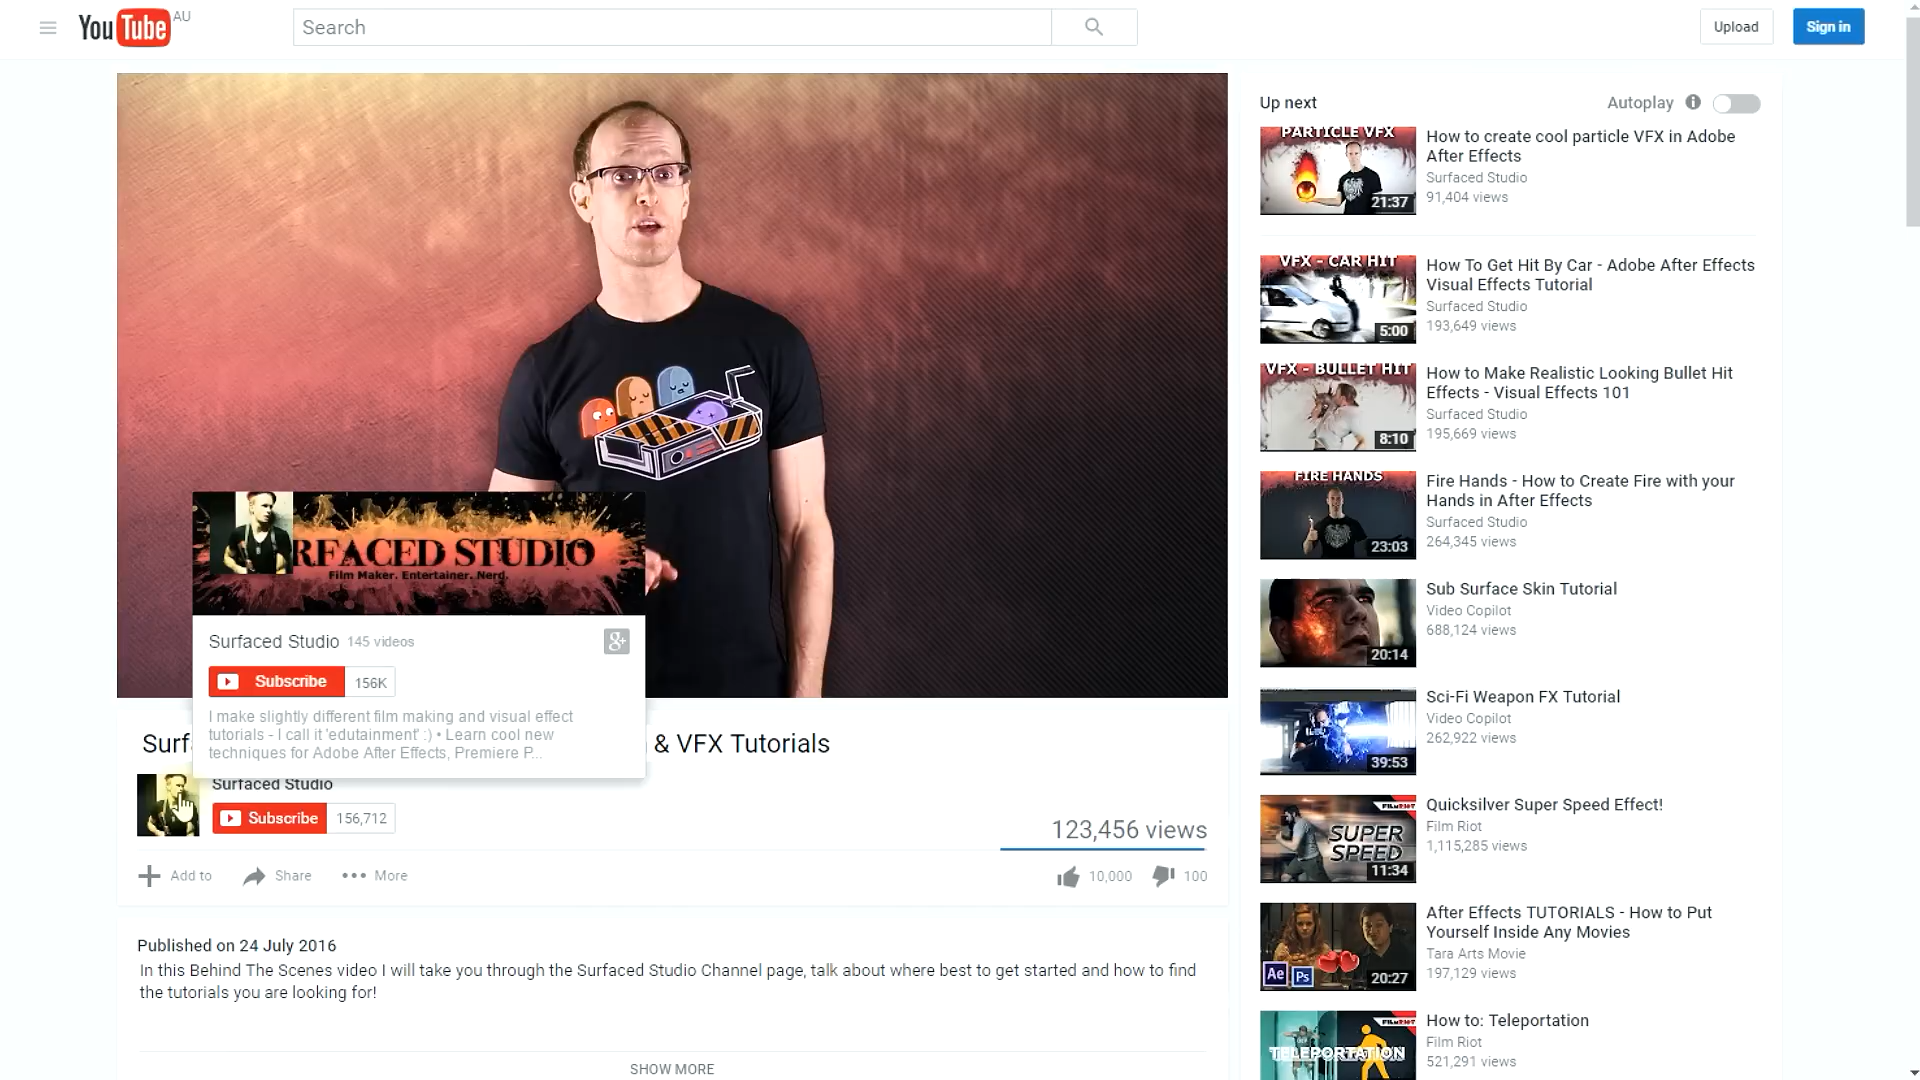 YouTube AU
Search
Upload
Sign in
RFACED STUDIO
Film Maker. Entertainer. Nerd.
Surfaced Studio 145 videos
g+
Subscribe 156K
I make slightly different film making and visual effect
tutorials - I call it 'edutainment' :) • Learn cool new
techniques for Adobe After Effects, Premiere P...
Surf & VFX Tutorials
Surfaced Studio
Subscribe 156,712
123,456 views
Add to Share More
10,000 100
Published on 24 July 2016
In this Behind The Scenes video I will take you through the Surfaced Studio Channel page, talk about where best to get started and how to find
the tutorials you are looking for!
SHOW MORE
Up next Autoplay
PARTICLE VFX
21:37
How to create cool particle VFX in Adobe
After Effects
Surfaced Studio
91,404 views
VFX - CAR HIT
5:00
How To Get Hit By Car - Adobe After Effects
Visual Effects Tutorial
Surfaced Studio
193,649 views
VFX - BULLET HIT
8:10
How to Make Realistic Looking Bullet Hit
Effects - Visual Effects 101
Surfaced Studio
195,669 views
FIRE HANDS
23:03
Fire Hands - How to Create Fire with your
Hands in After Effects
Surfaced Studio
264,345 views
20:14
Sub Surface Skin Tutorial
Video Copilot
688,124 views
39:53
Sci-Fi Weapon FX Tutorial
Video Copilot
262,922 views
FILMRIOT
SUPER
SPEED
11:34
Quicksilver Super Speed Effect!
Film Riot
1,115,285 views
Ae Ps
20:27
After Effects TUTORIALS - How to Put
Yourself Inside Any Movies
Tara Arts Movie
197,129 views
FILMRIOT
TELEPORTATION
How to: Teleportation
Film Riot
521,291 views